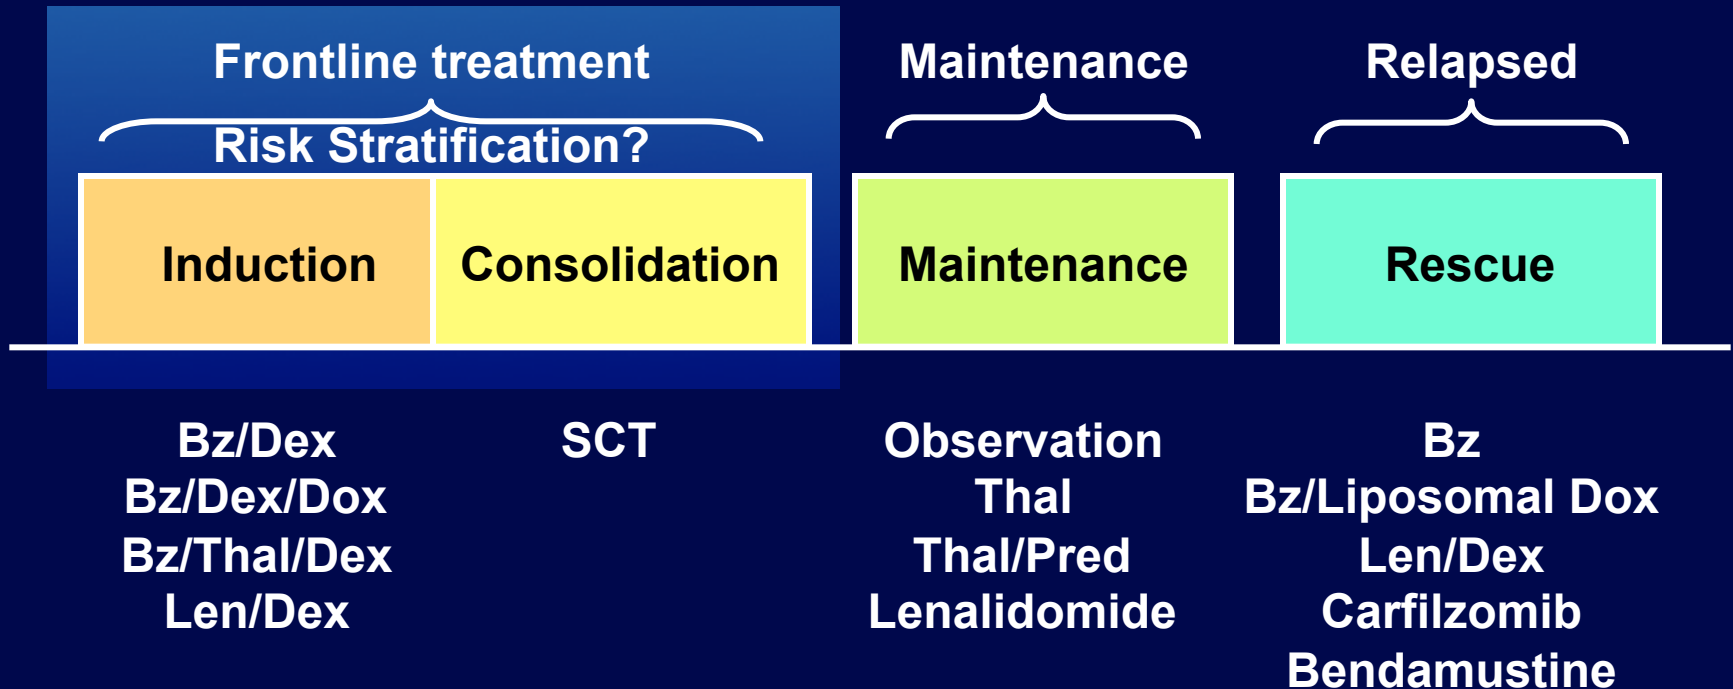 Frontline treatment
Maintenance
Relapsed
Risk Stratification?
Induction
Consolidation
Maintenance
Rescue
Bz/Dex
Bz/Dex/Dox
Bz/Thal/Dex
Len/Dex
SCT
Observation
Thal
Thal/Pred
Lenalidomide
Bz
Bz/Liposomal Dox
Len/Dex
Carfilzomib
Bendamustine